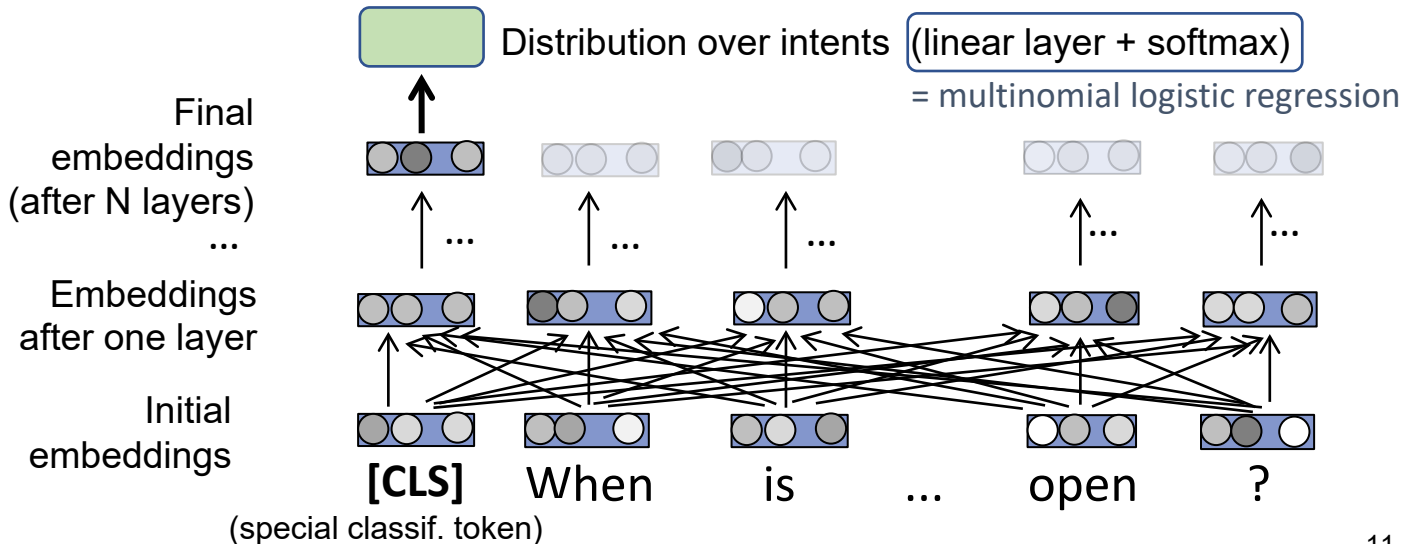 Distribution over intents (linear layer + softmax)
= multinomial logistic regression
Final
embeddings
(after N layers)
...
... ... ... ... ...
Embeddings
after one layer
Initial
embeddings
[CLS] When is ... open ?
(special classif. token)
11